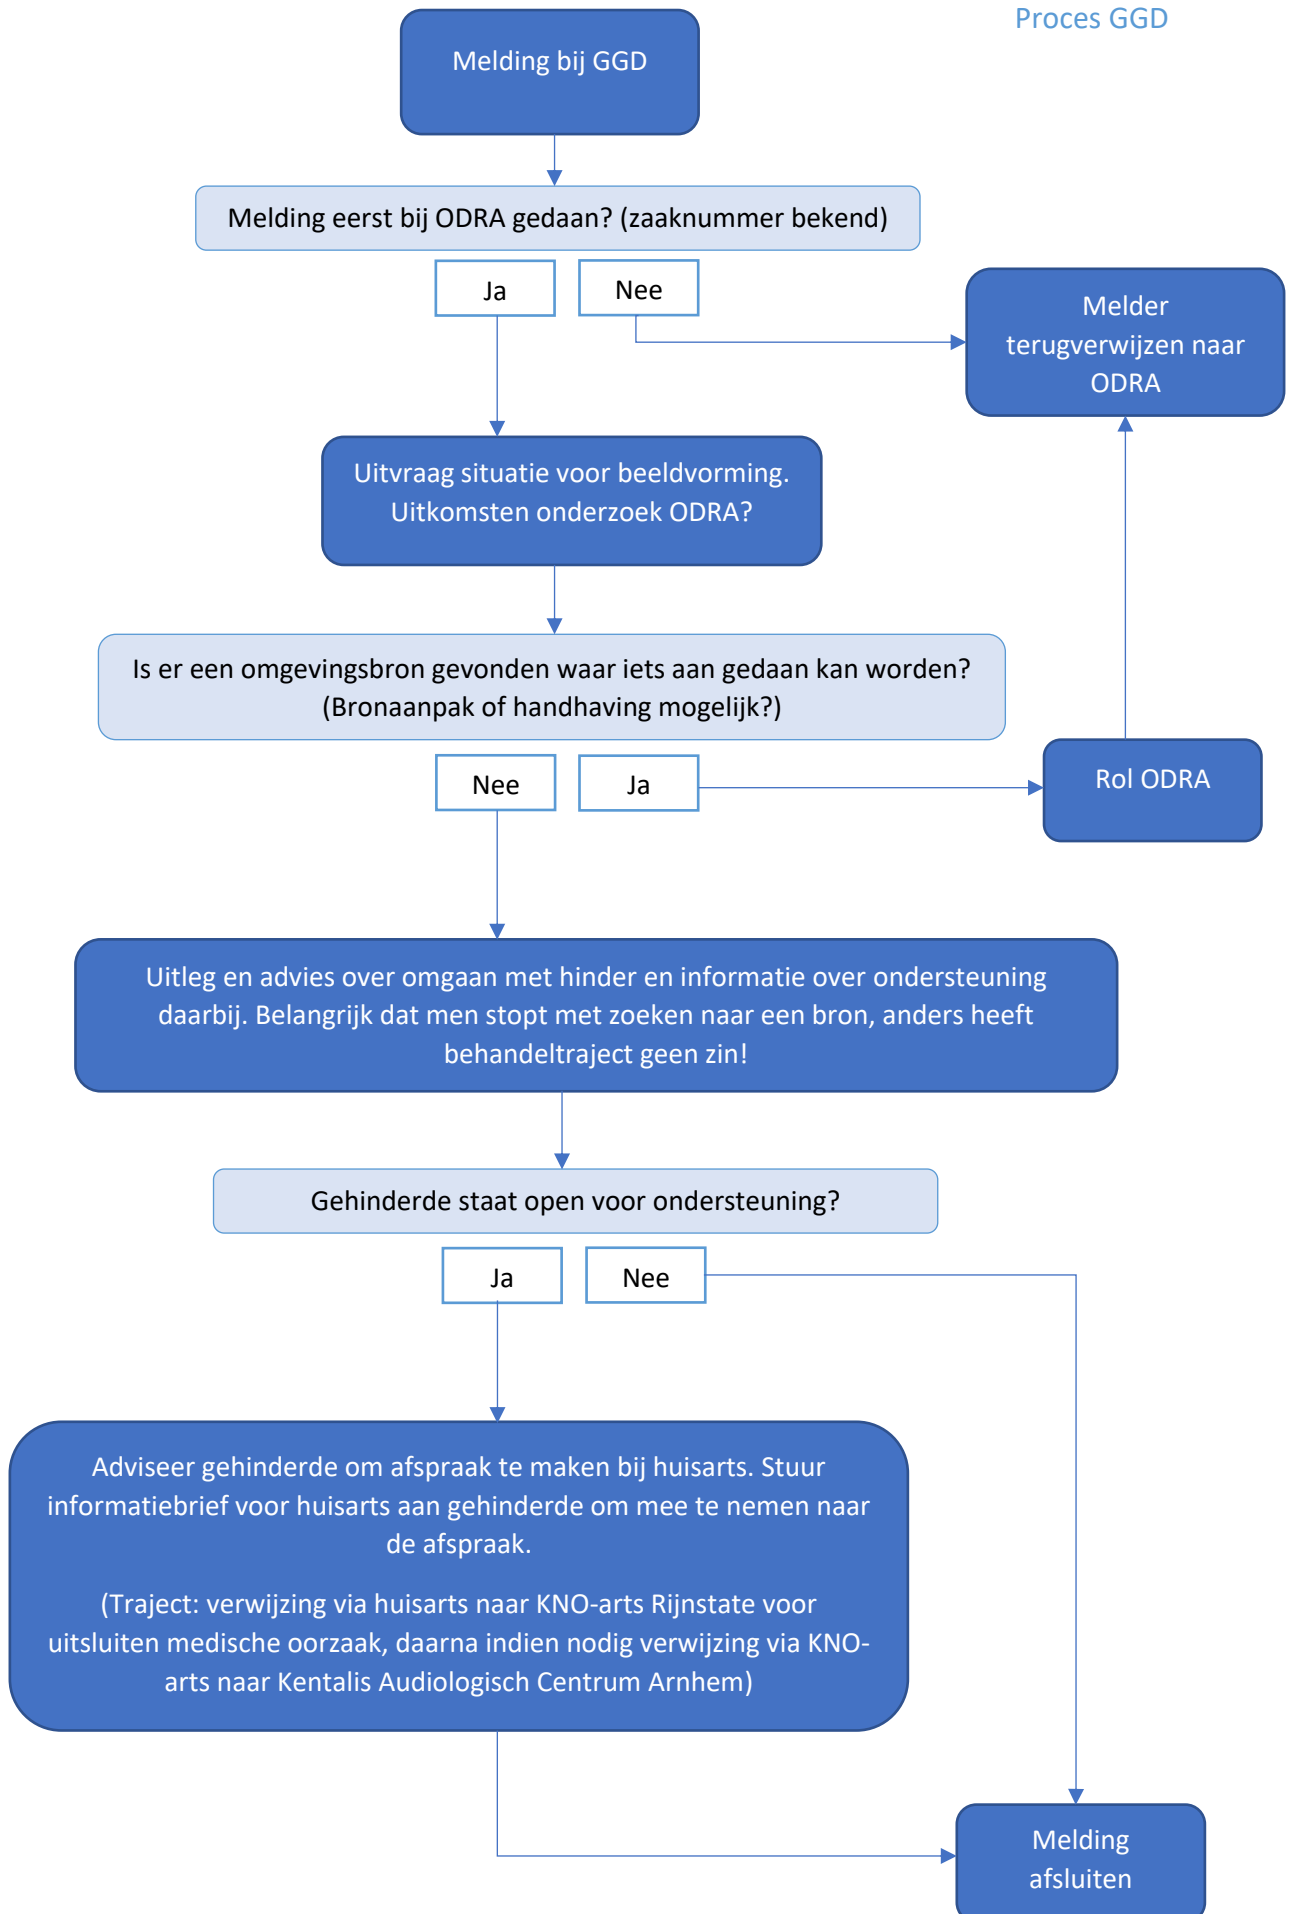 Proces GGD
Melding bij GGD
Melding eerst bij ODRA gedaan? (zaaknummer bekend)
Ja
Nee
Melder
terugverwijzen naar
ODRA
Uitvraag situatie voor beeldvorming.
Uitkomsten onderzoek ODRA?
Is er een omgevingsbron gevonden waar iets aan gedaan kan worden?
(Bronaanpak of handhaving mogelijk?)
Nee
Ja
Rol ODRA
Uitleg en advies over omgaan met hinder en informatie over ondersteuning
daarbij. Belangrijk dat men stopt met zoeken naar een bron, anders heeft
behandeltraject geen zin!
Gehinderde staat open voor ondersteuning?
Ja
Nee
Adviseer gehinderde om afspraak te maken bij huisarts. Stuur
informatiebrief voor huisarts aan gehinderde om mee te nemen naar
de afspraak.
(Traject: verwijzing via huisarts naar KNO-arts Rijnstate voor
uitsluiten medische oorzaak, daarna indien nodig verwijzing via KNO-
arts naar Kentalis Audiologisch Centrum Arnhem)
Melding
afsluiten